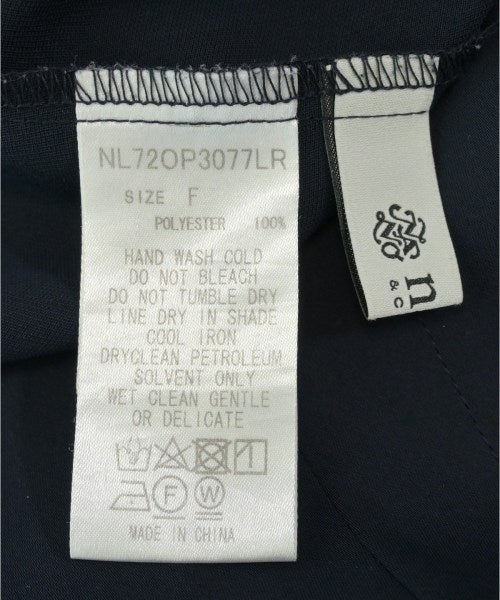 NL72OP3077LR
SIZE F
POLYESTER 100%
HAND WASH COLD
DO NOT BLEACH
DO NOT TUMBLE DRY
LINE DRY IN SHADE
COOL IRON
DRYCLEAN PETROLEUM
SOLVENT ONLY
WET CLEAN GENTLE
OR DELICATE
F W
MADE IN CHINA
n
& C